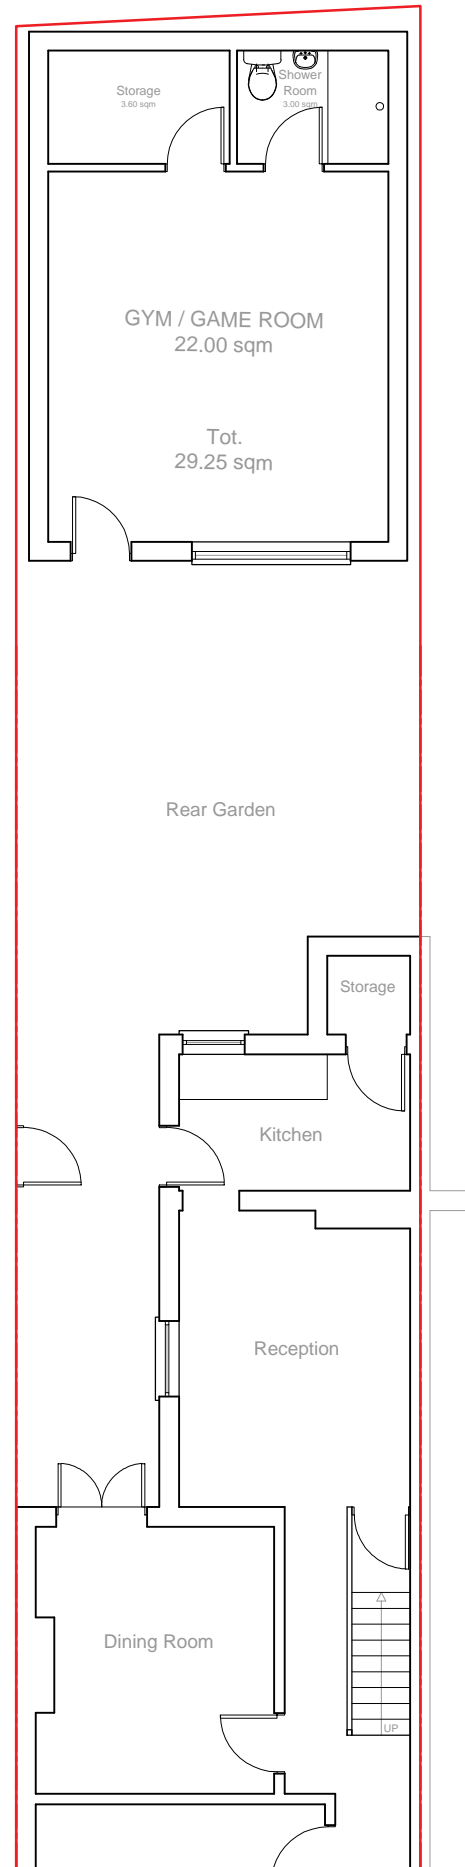 Storage
3.60 sqm
Shower
Room
3.00 sqm
GYM / GAME ROOM
22.00 sqm
Tot.
29.25 sqm
Rear Garden
Storage
Kitchen
Reception
Dining Room
UP